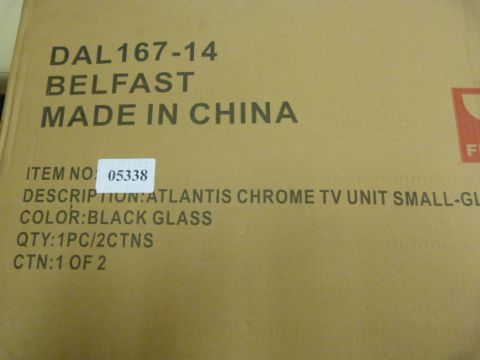 DAL167-14
BELFAST
MADE IN CHINA
ITEM NO: 05338
DESCRIPTION:ATLANTIS CHROME TV UNIT SMALL-GL
COLOR:BLACK GLASS
QTY:1PC/2CTNS
CTN:1 OF 2